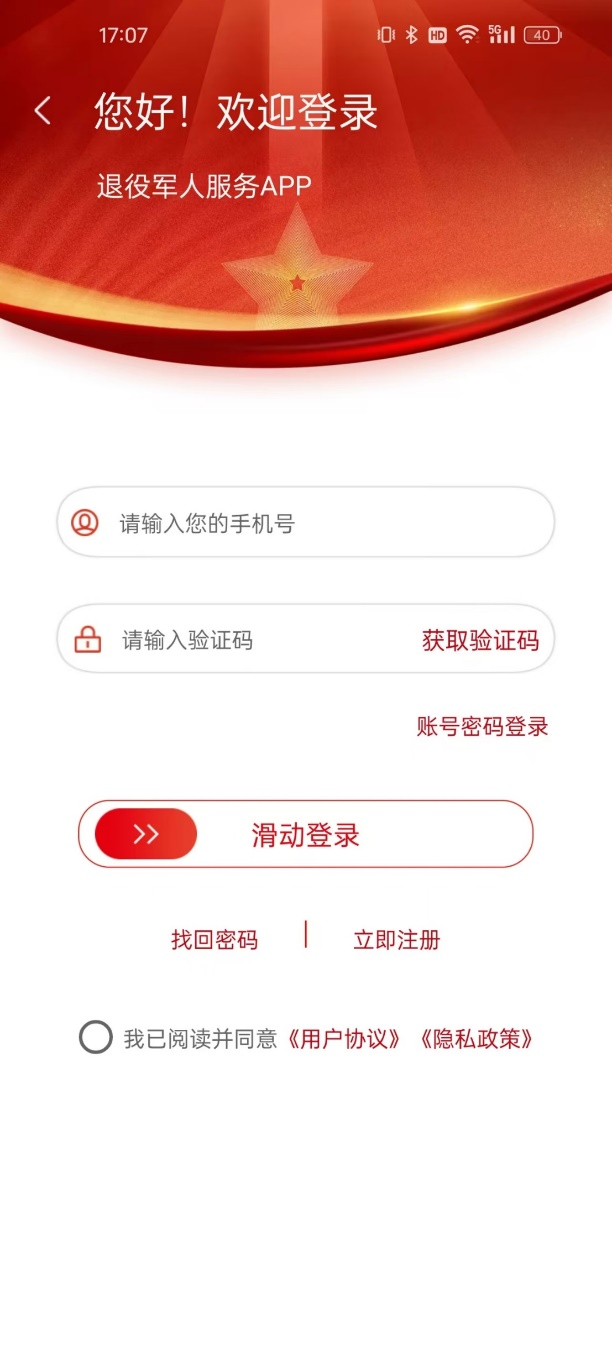 17:07 HD 5G 40
您好！欢迎登录
退役军人服务APP
请输入您的手机号
请输入验证码 获取验证码
账号密码登录
滑动登录
找回密码 立即注册
我已阅读并同意《用户协议》《隐私政策》